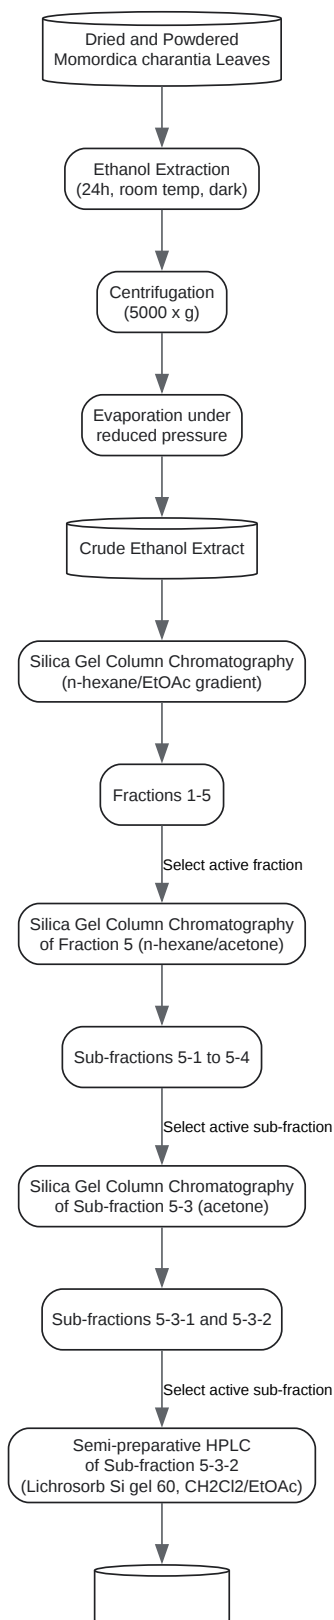 Dried and Powdered
Momordica charantia Leaves
Ethanol Extraction
(24h, room temp, dark)
Centrifugation
(5000 x g)
Evaporation under
reduced pressure
Crude Ethanol Extract
Silica Gel Column Chromatography
(n-hexane/EtOAc gradient)
Fractions 1-5
Select active fraction
Silica Gel Column Chromatography
of Fraction 5 (n-hexane/acetone)
Sub-fractions 5-1 to 5-4
Select active sub-fraction
Silica Gel Column Chromatography
of Sub-fraction 5-3 (acetone)
Sub-fractions 5-3-1 and 5-3-2
Select active sub-fraction
Semi-preparative HPLC
of Sub-fraction 5-3-2
(Lichrosorb Si gel 60, CH2Cl2/EtOAc)